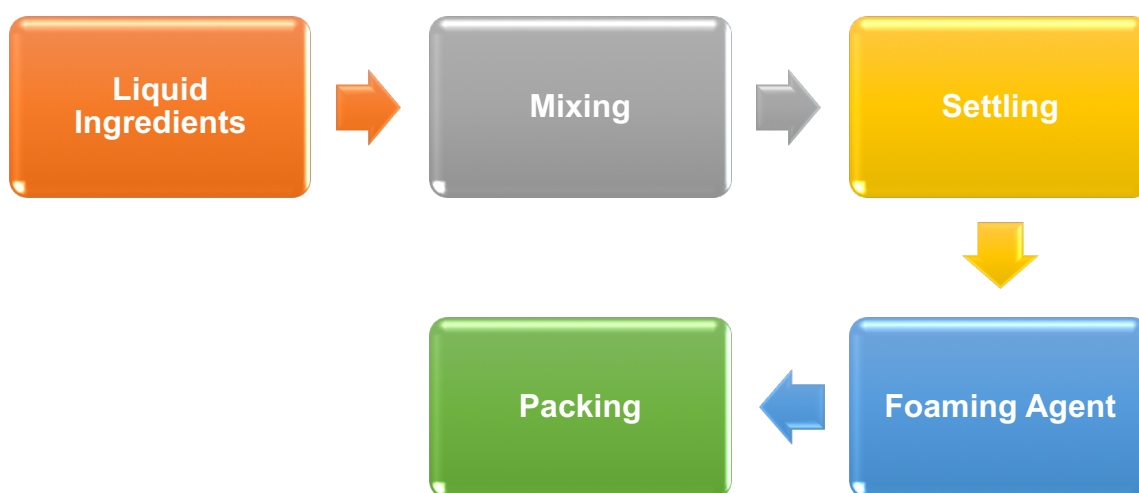 Liquid
Ingredients
Mixing
Settling
Foaming Agent
Packing